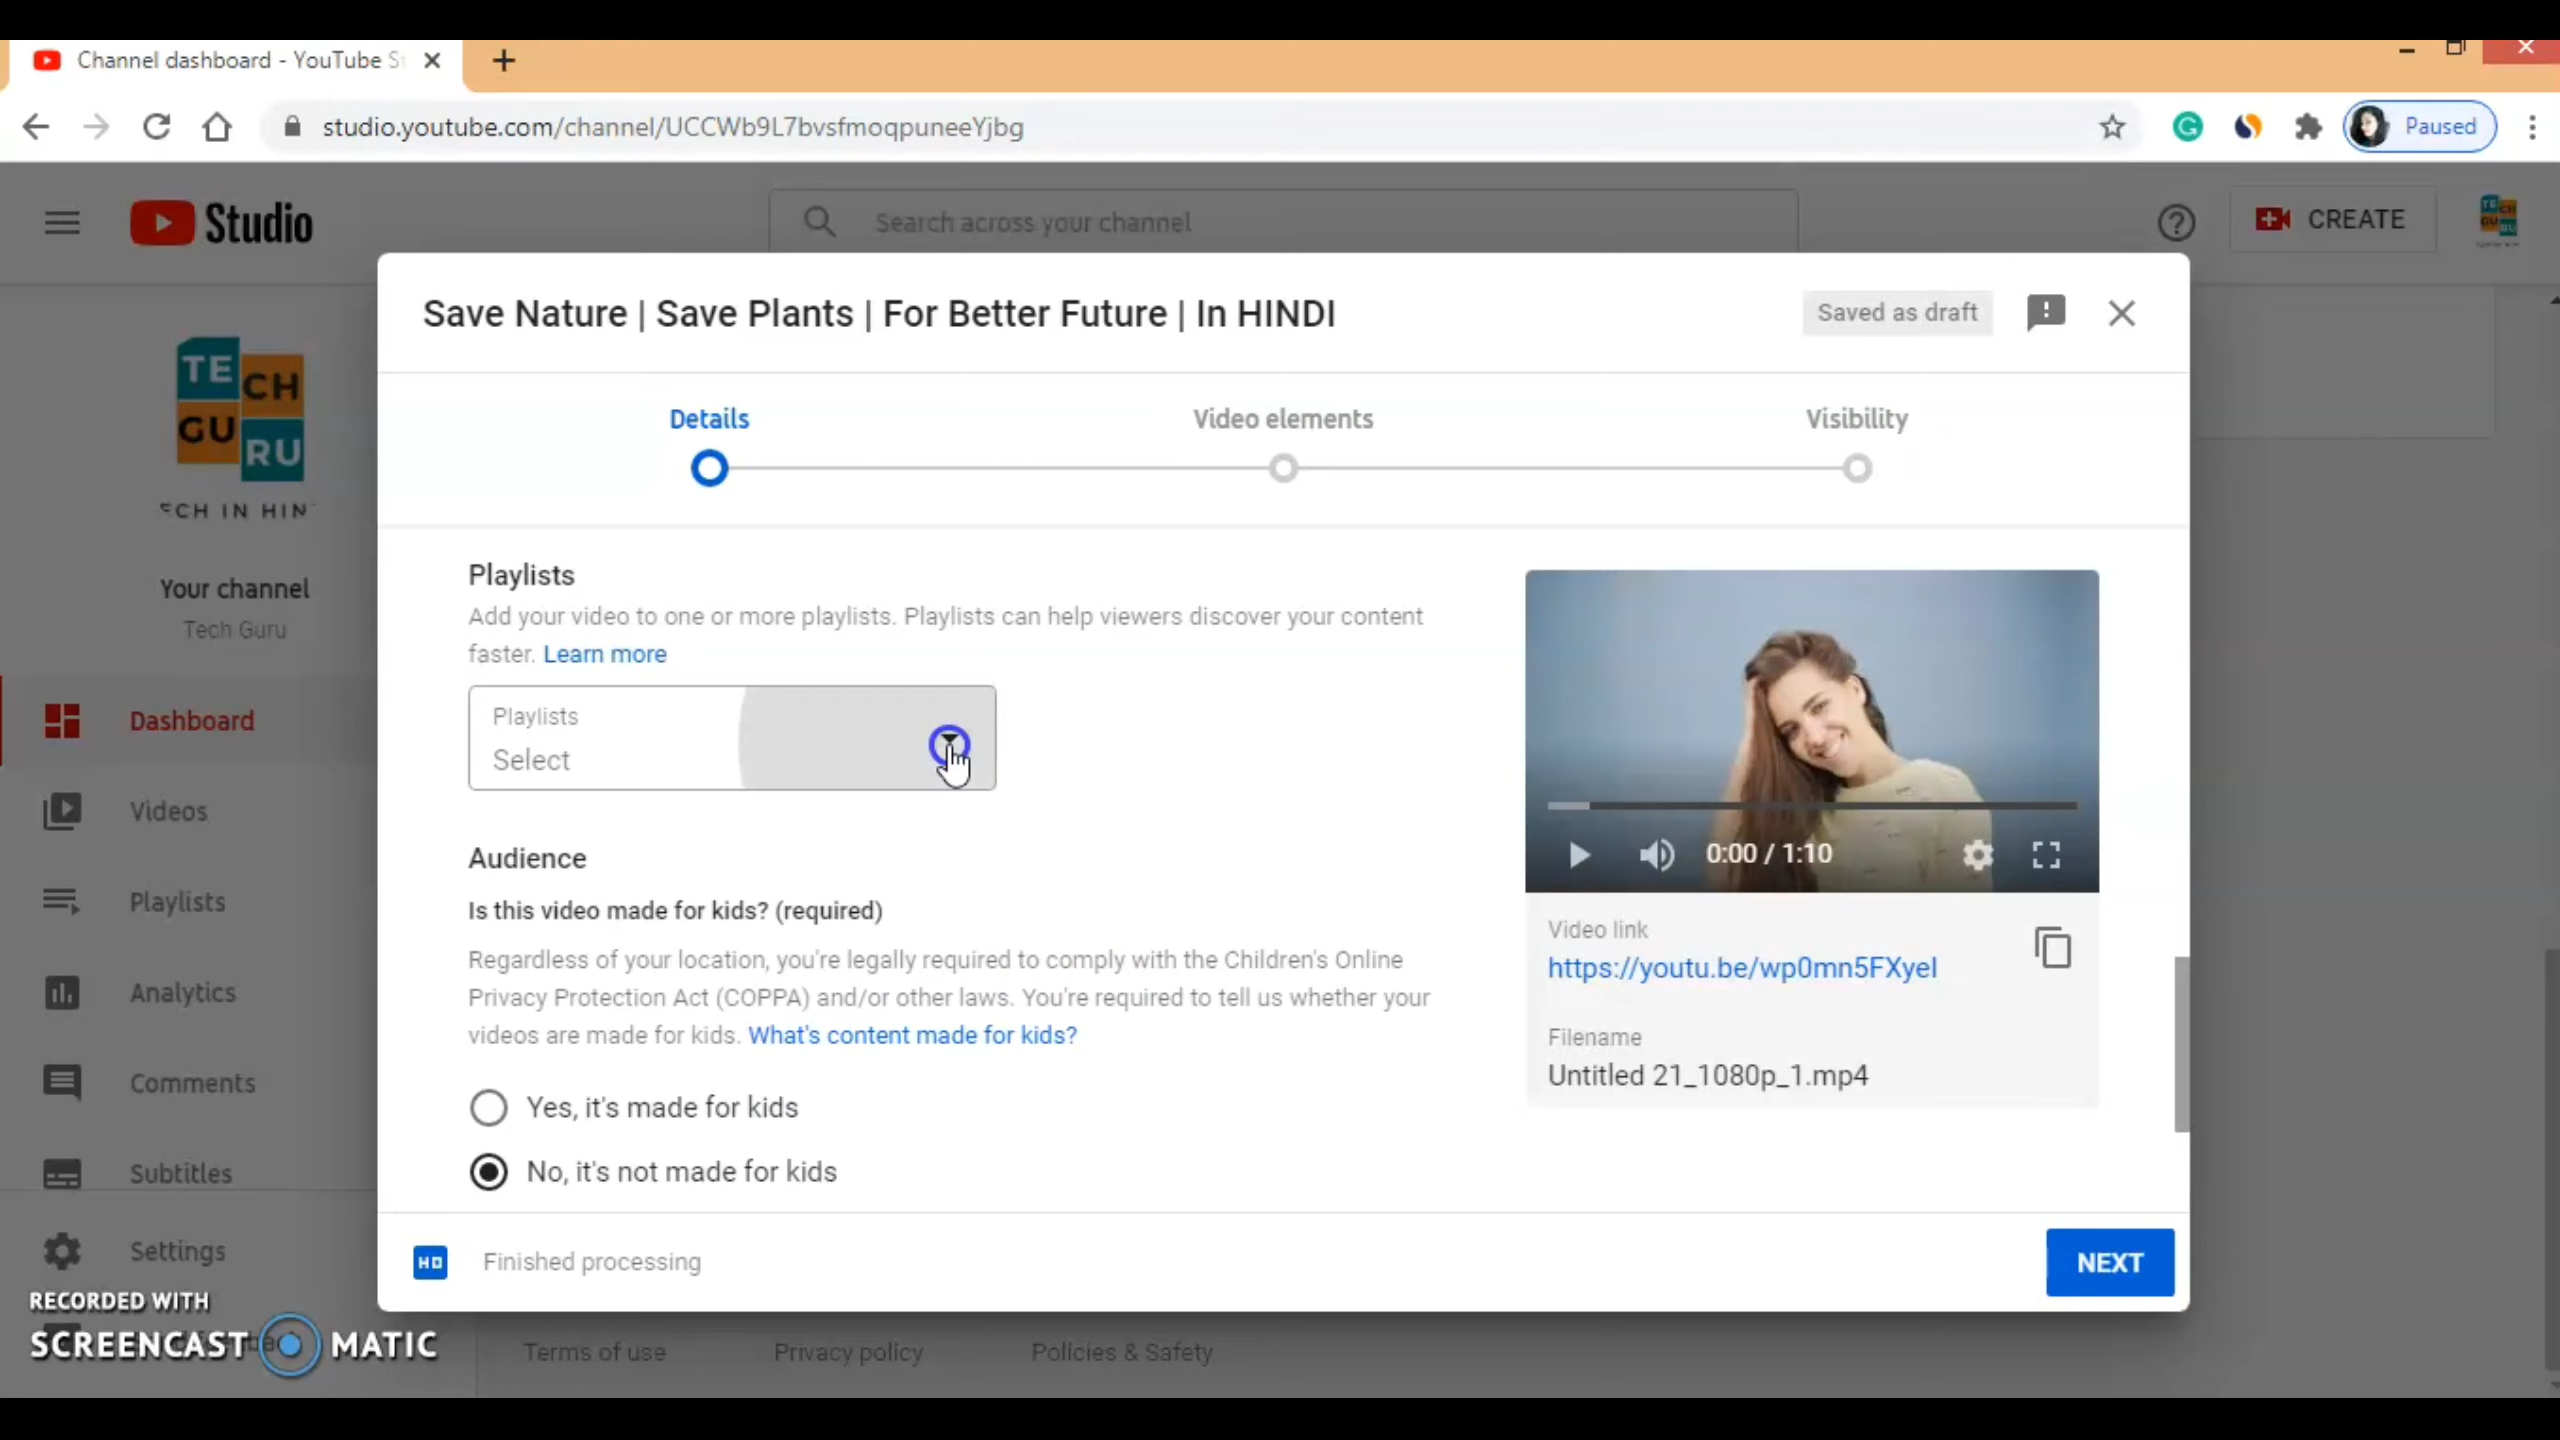 Channel dashboard - YouTube S
studio.youtube.com/channel/UCCWb9L7bvsfmoqpuneeYjbg
Paused
Studio
Search across your channel
CREATE
TE
CH
GU
RU
Save Nature | Save Plants | For Better Future | In HINDI
Saved as draft
Details
Video elements
Visibility
ECH IN HIN
Your channel
Tech Guru
Dashboard
Videos
Playlists
Analytics
Comments
Subtitles
Settings
Playlists
Add your video to one or more playlists. Playlists can help viewers discover your content
faster. Learn more
Playlists
Select
Audience
Is this video made for kids? (required)
Regardless of your location, you're legally required to comply with the Children's Online
Privacy Protection Act (COPPA) and/or other laws. You're required to tell us whether your
videos are made for kids. What's content made for kids?
Yes, it's made for kids
No, it's not made for kids
0:00 / 1:10
Video link
https://youtu.be/wp0mn5FXyeI
Filename
Untitled 21_1080p_1.mp4
HD
Finished processing
NEXT
RECORDED WITH
SCREENCAST MATIC
Terms of use
Privacy policy
Policies & Safety